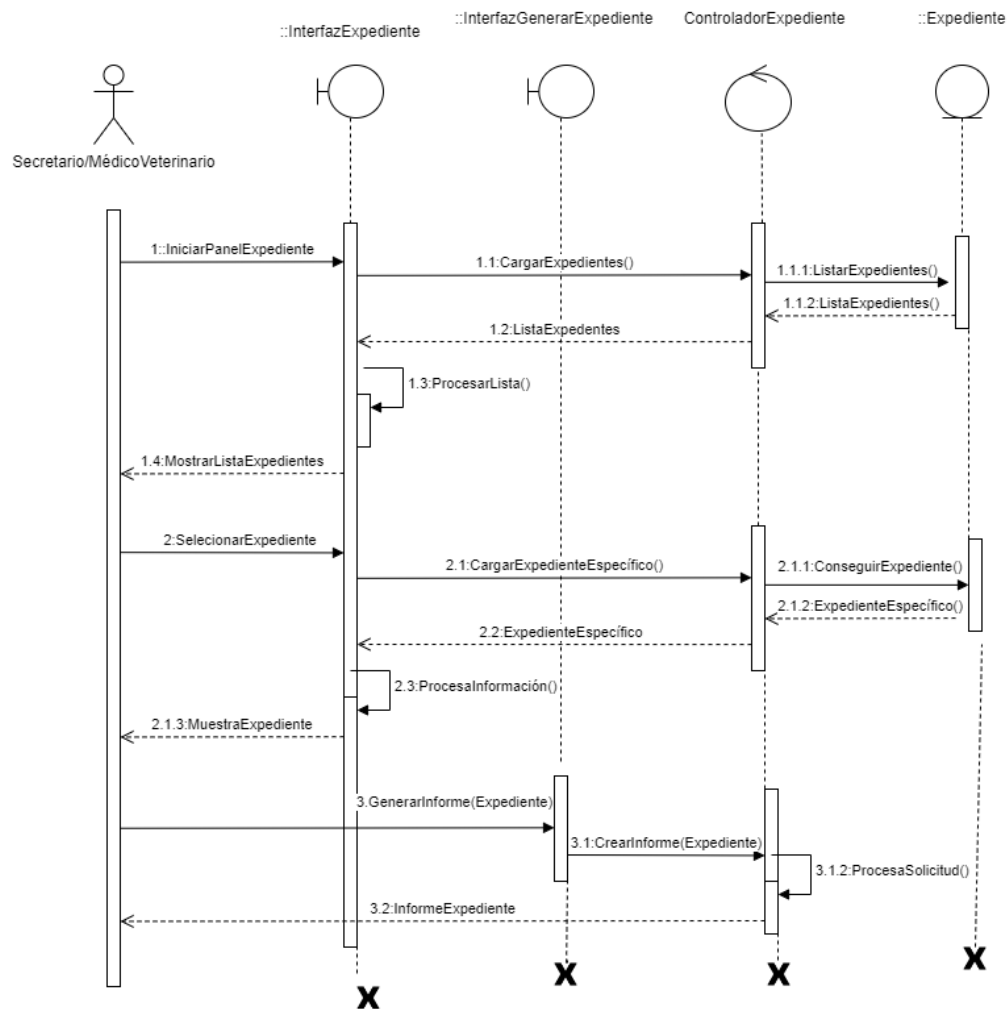 ::InterfazExpediente
::InterfazGenerarExpediente
ControladorExpediente
::Expediente
Secretario/MédicoVeterinario
1::IniciarPanelExpediente
1.1:CargarExpedientes()
1.1.1:ListarExpedientes()
1.1.2:ListaExpedientes()
1.2:ListaExpedentes
1.3:ProcesarLista()
1.4:MostrarListaExpedientes
2:SelecionarExpediente
2.1:CargarExpedienteEspecífico()
2.1.1:ConseguirExpediente()
2.1.2:ExpedienteEspecífico()
2.2:ExpedienteEspecífico
2.3:ProcesaInformación()
2.1.3:MuestraExpediente
3.GenerarInforme(Expediente)
3.1:CrearInforme(Expediente)
3.1.2:ProcesaSolicitud()
3.2:InformeExpediente
X X X X